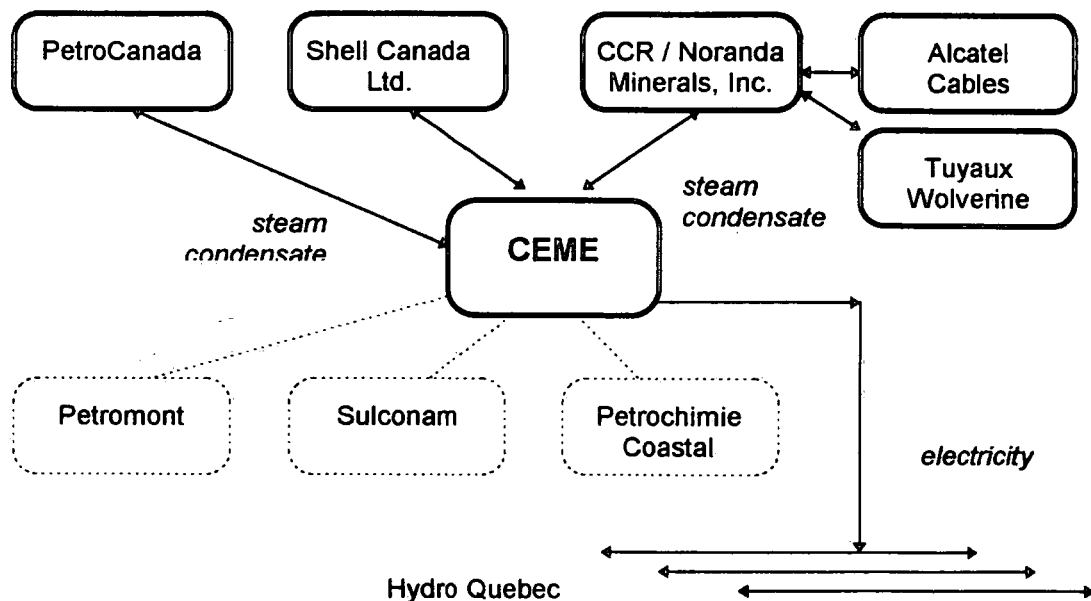 PetroCanada
Shell Canada
Ltd.
CCR / Noranda
Minerals, Inc.
Alcatel
Cables
Tuyaux
Wolverine
steam
condensate
steam
condensate
CEME
Petromont
Sulconam
Petrochimie
Coastal
electricity
Hydro Quebec